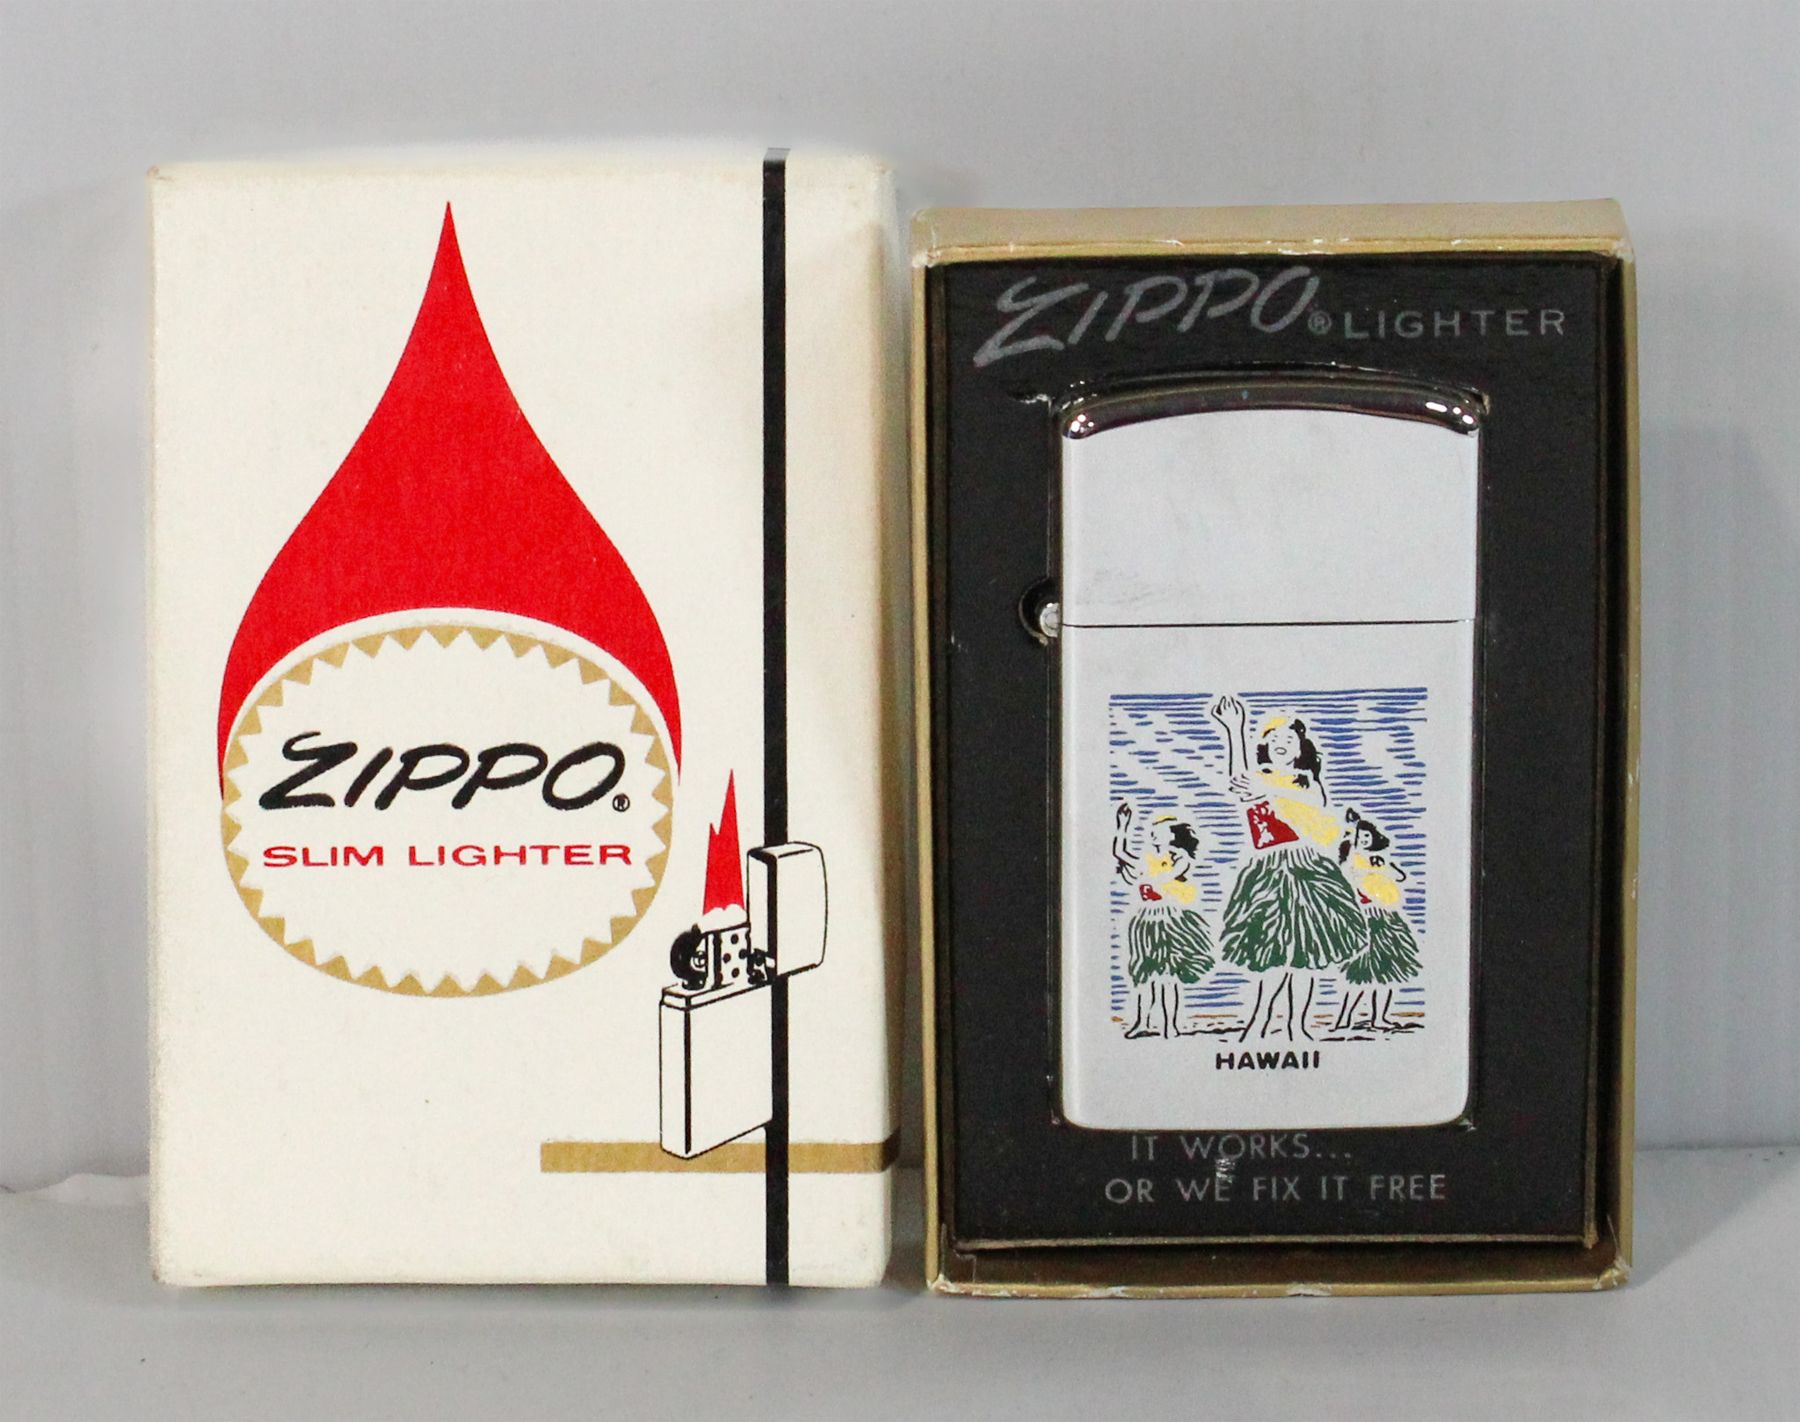 ZIPPO®
SLIM LIGHTER
ZIPPO® LIGHTER
HAWAII
IT WORKS...
OR WE FIX IT FREE